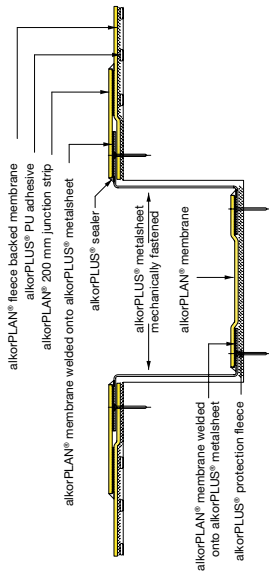 alkorPLAN® fleece backed membrane
alkorPLUS® PU adhesive
alkorPLAN® 200 mm junction strip
alkorPLAN® membrane welded onto alkorPLUS® metalsheet
alkorPLUS® sealer
alkorPLUS® metalsheet
mechanically fastened
alkorPLAN® membrane
alkorPLAN® membrane welded
onto alkorPLUS® metalsheet
alkorPLUS® protection fleece